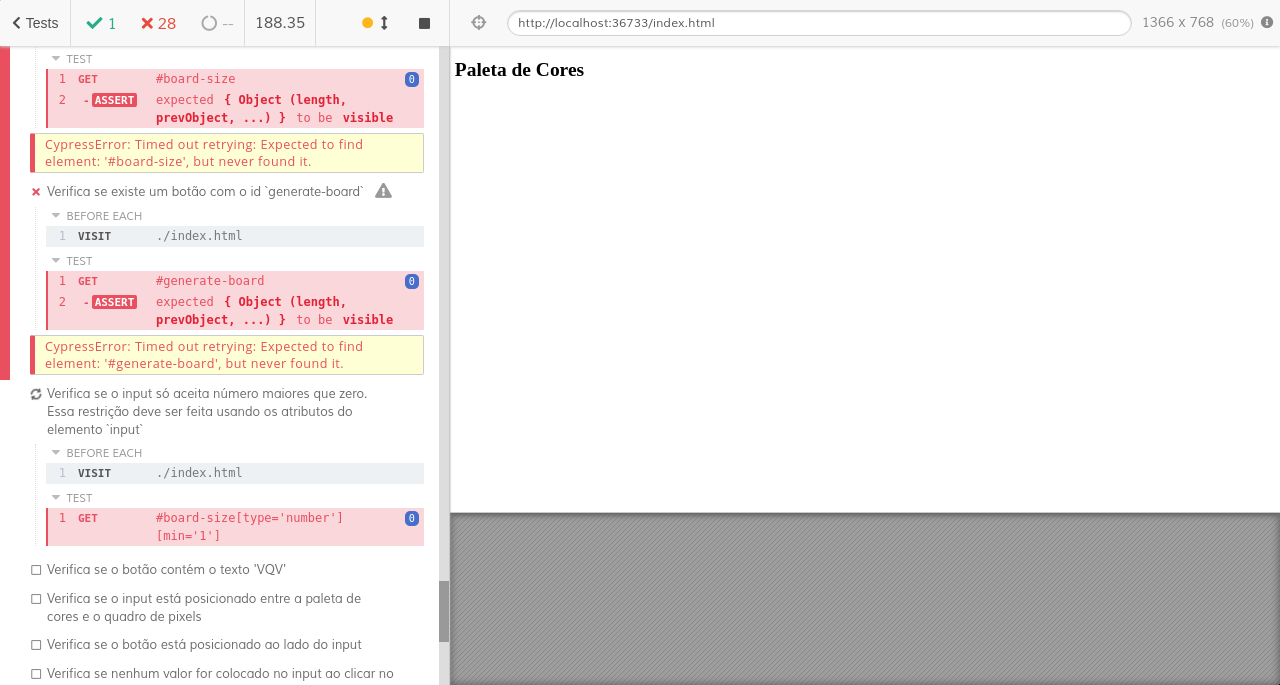 Tests
1
28
--
188.35
http://localhost:36733/index.html
1366 x 768 (60%)
TEST
1 GET #board-size 0
2 -ASSERT expected { Object (length,
prevObject, ...) } to be visible
CypressError: Timed out retrying: Expected to find
element: '#board-size', but never found it.
Verifica se existe um botão com o id `generate-board`
BEFORE EACH
1 VISIT ./index.html
TEST
1 GET #generate-board 0
2 -ASSERT expected { Object (length,
prevObject, ...) } to be visible
CypressError: Timed out retrying: Expected to find
element: '#generate-board', but never found it.
Verifica se o input só aceita número maiores que zero.
Essa restrição deve ser feita usando os atributos do
elemento `input`
BEFORE EACH
1 VISIT ./index.html
TEST
1 GET #board-size[type='number'] 0
[min='1']
Verifica se o botão contém o texto 'VQV'
Verifica se o input está posicionado entre a paleta de
cores e o quadro de pixels
Verifica se o botão está posicionado ao lado do input
Verifica se nenhum valor for colocado no input ao clicar no
Paleta de Cores